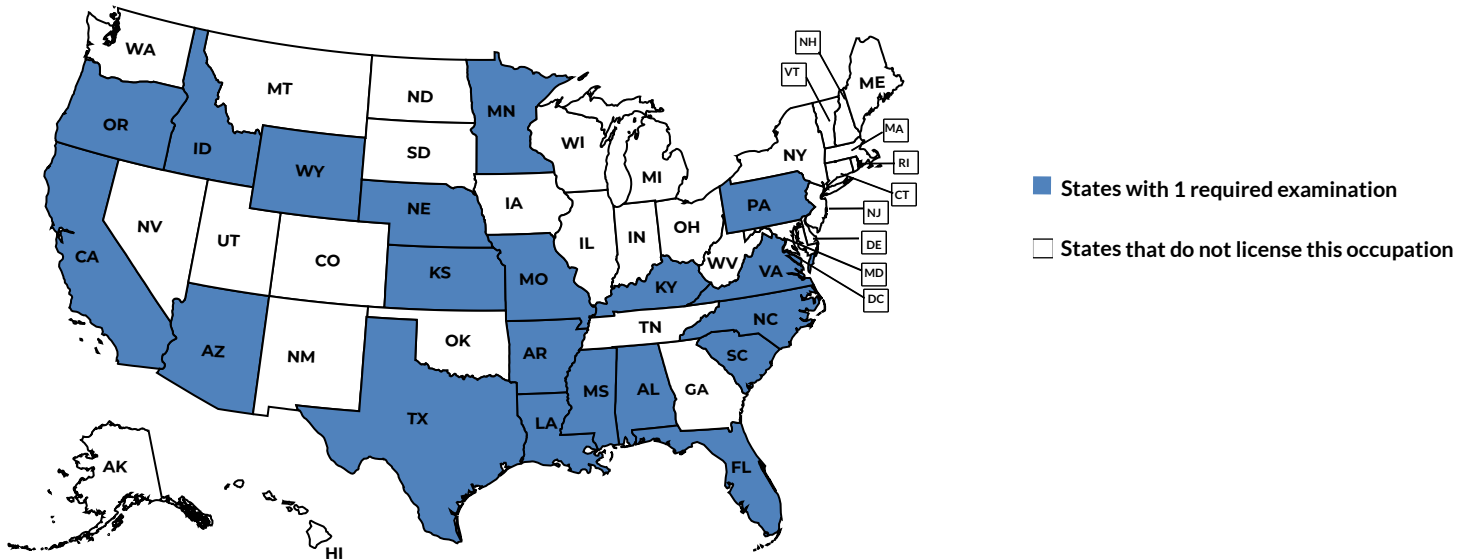 WA
MT
ND
MN
OR
ID
SD
WY
WI
MI
NY
ME
NH
VT
MA
RI
CT
NJ
DE
MD
DC
NV
UT
CO
NE
IA
IL
IN
OH
PA
WV
VA
CA
KS
MO
KY
NC
TN
SC
AZ
NM
OK
AR
TX
LA
MS
AL
GA
FL
AK
HI
States with 1 required examination
States that do not license this occupation